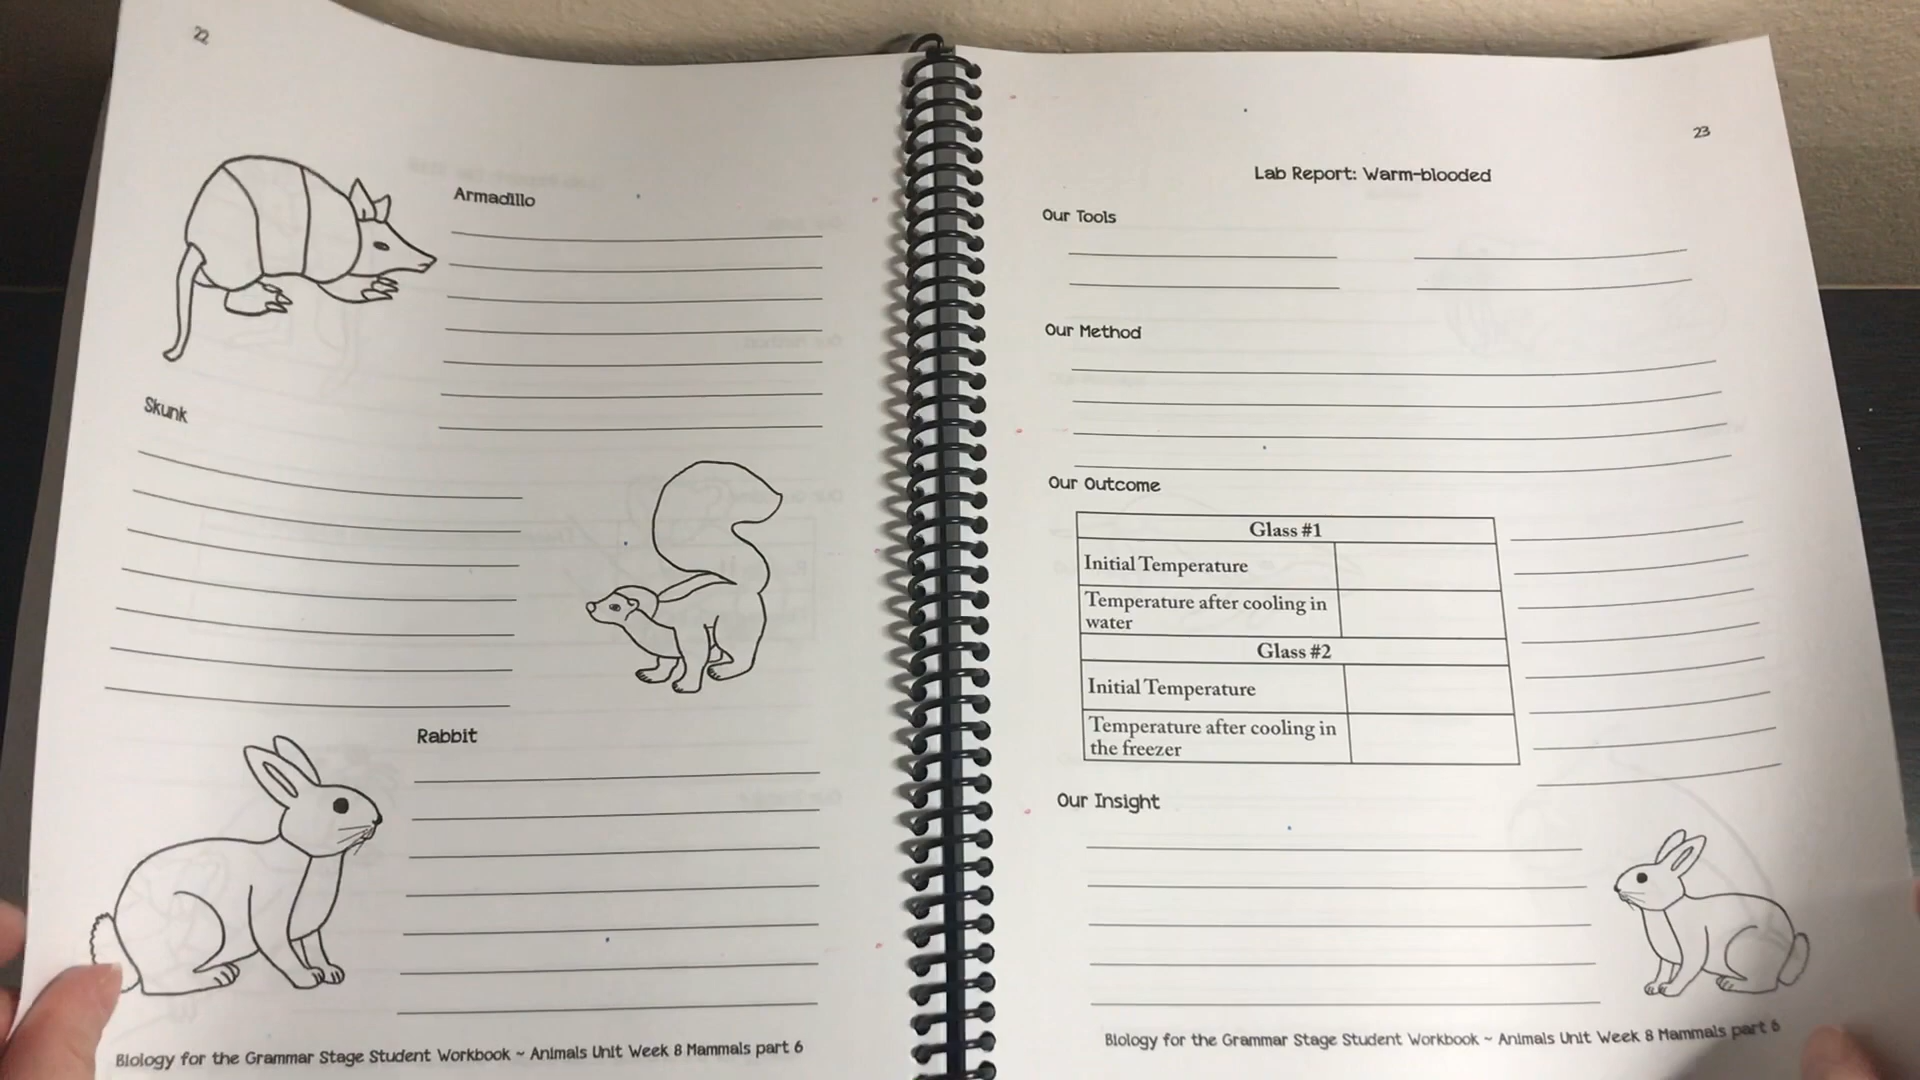 22
Armadillo
Skunk
Rabbit
Biology for the Grammar Stage Student Workbook ~ Animals Unit Week 8 Mammals part 6
23
Lab Report: Warm-blooded
Our Tools
Our Method
Our Outcome
Glass #1
Initial Temperature
Temperature after cooling in
water
Glass #2
Initial Temperature
Temperature after cooling in
the freezer
Our Insight
Biology for the Grammar Stage Student Workbook ~ Animals Unit Week 8 Mammals part 6